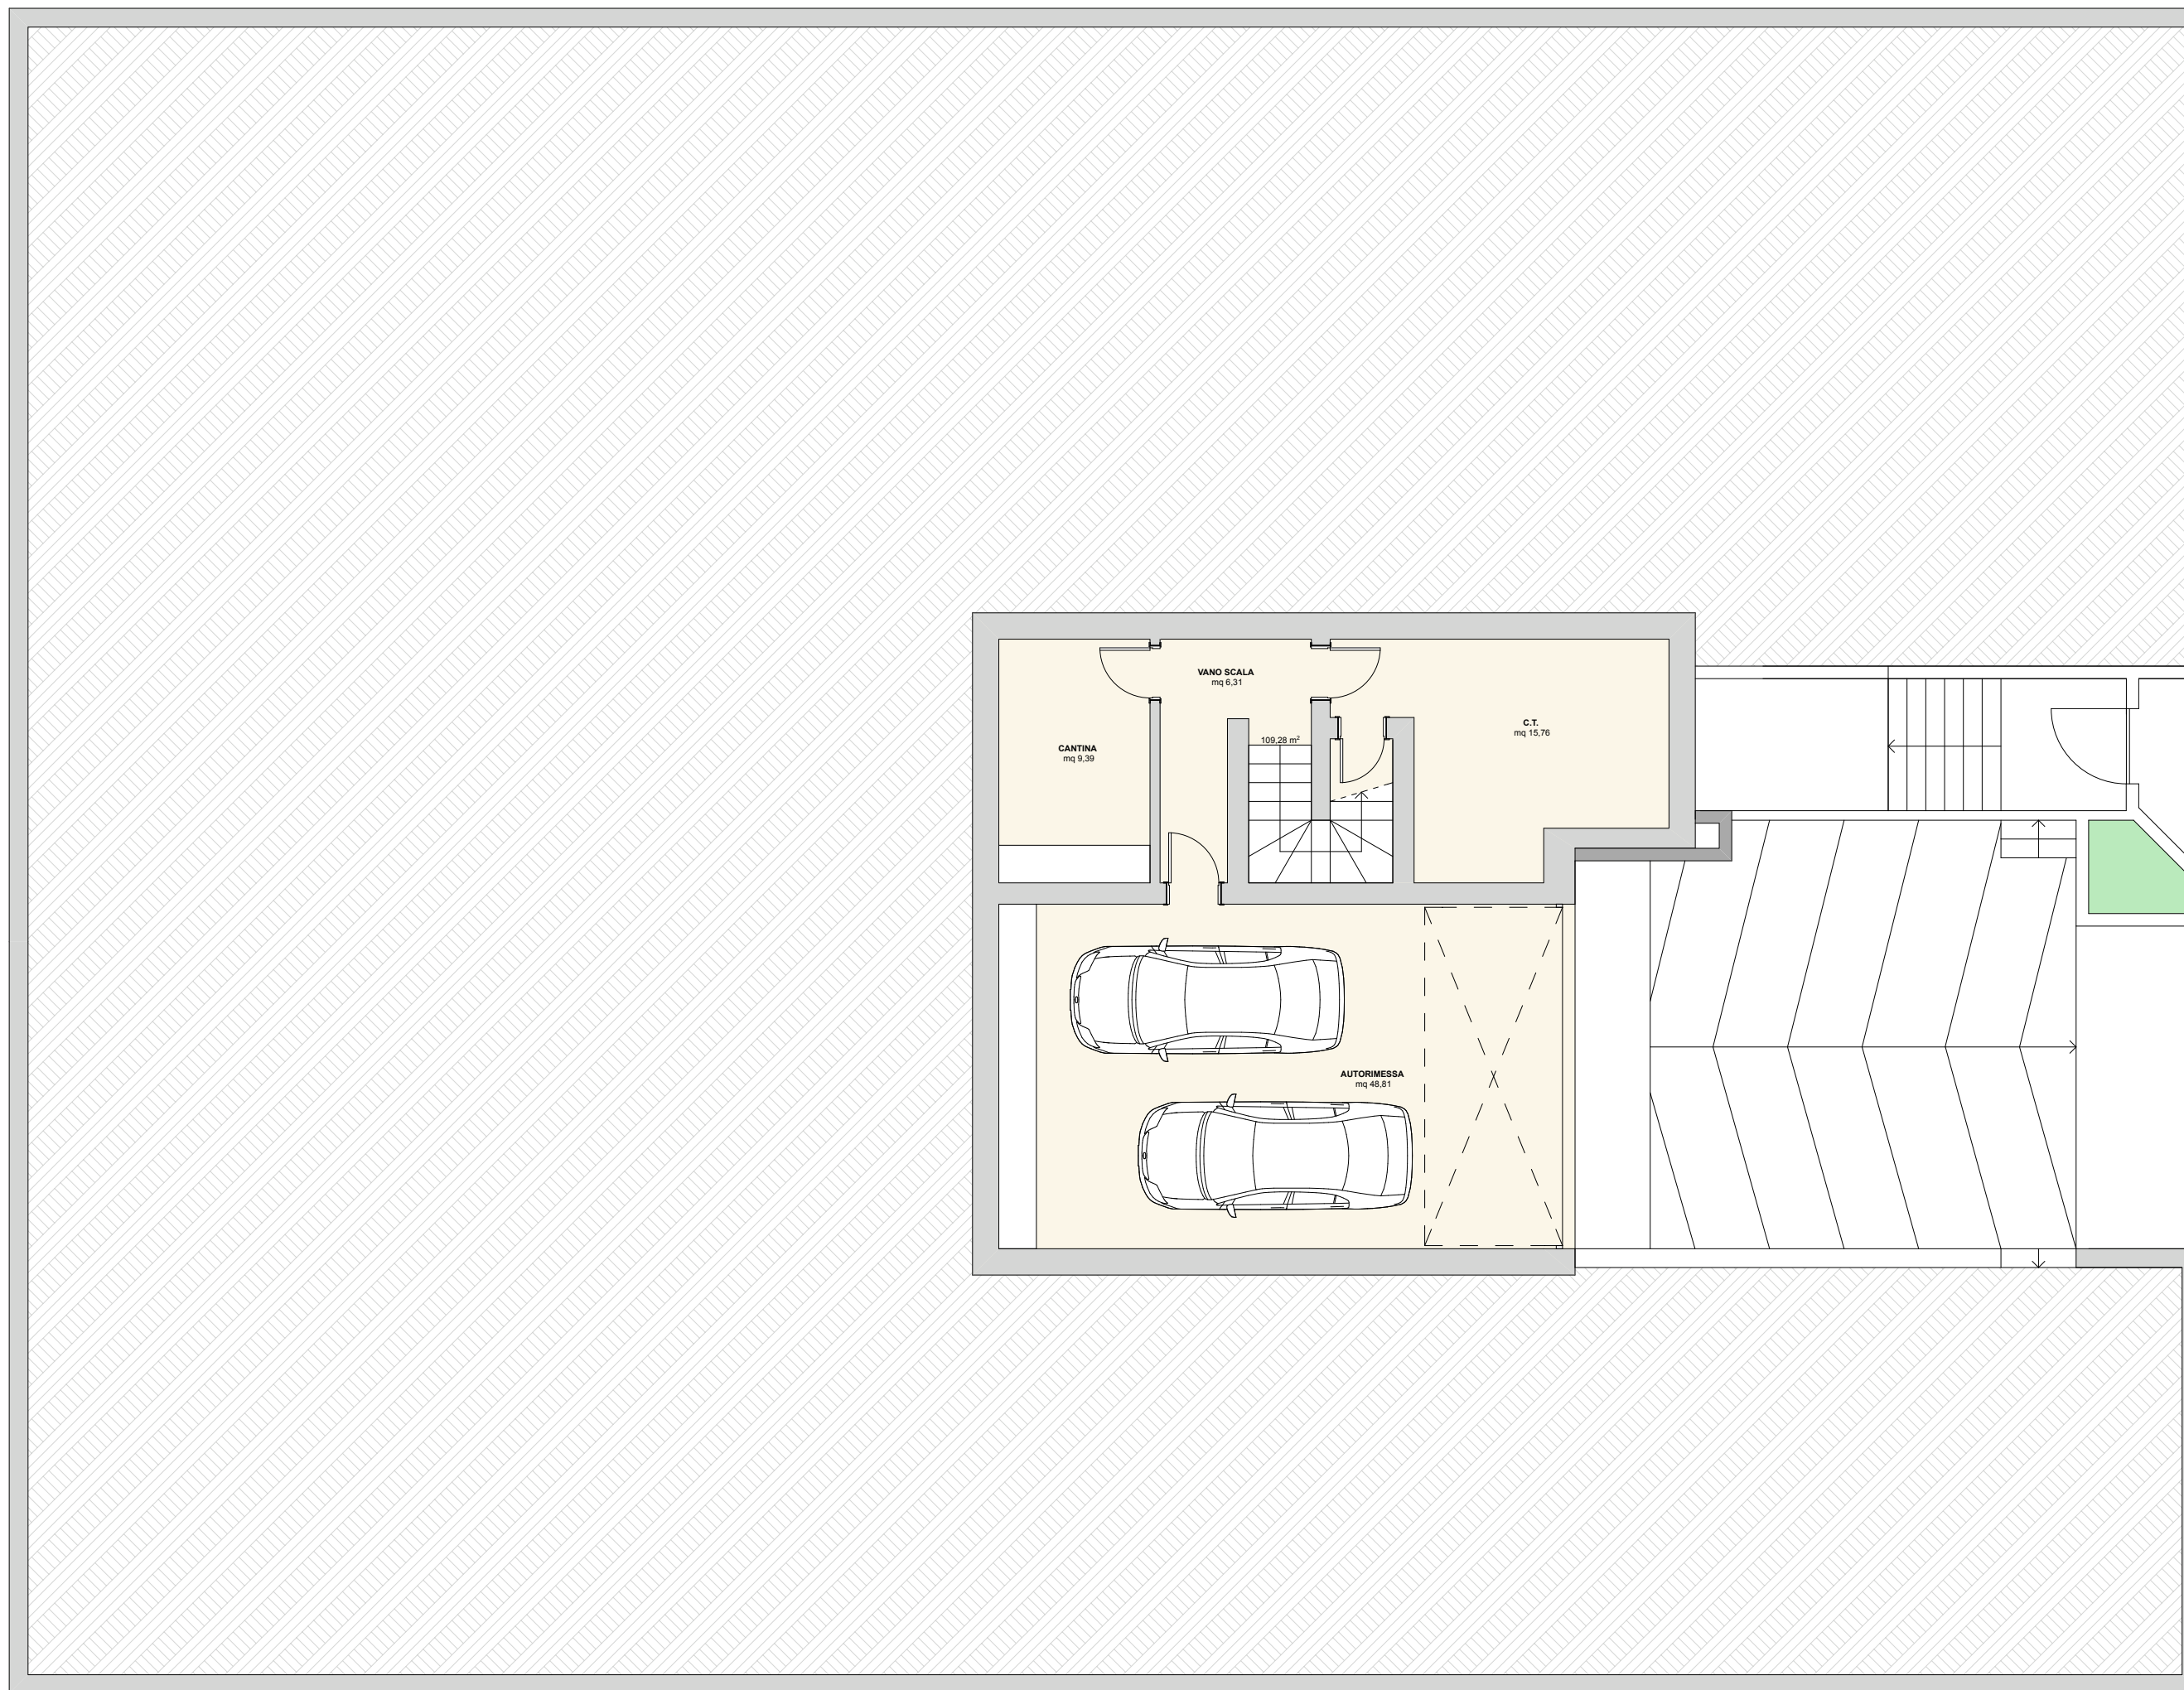 VANO SCALA
mq 6,31
C.T.
mq 15,76
109,28 m²
CANTINA
mq 9,39
AUTORIMESSA
mq 48,81